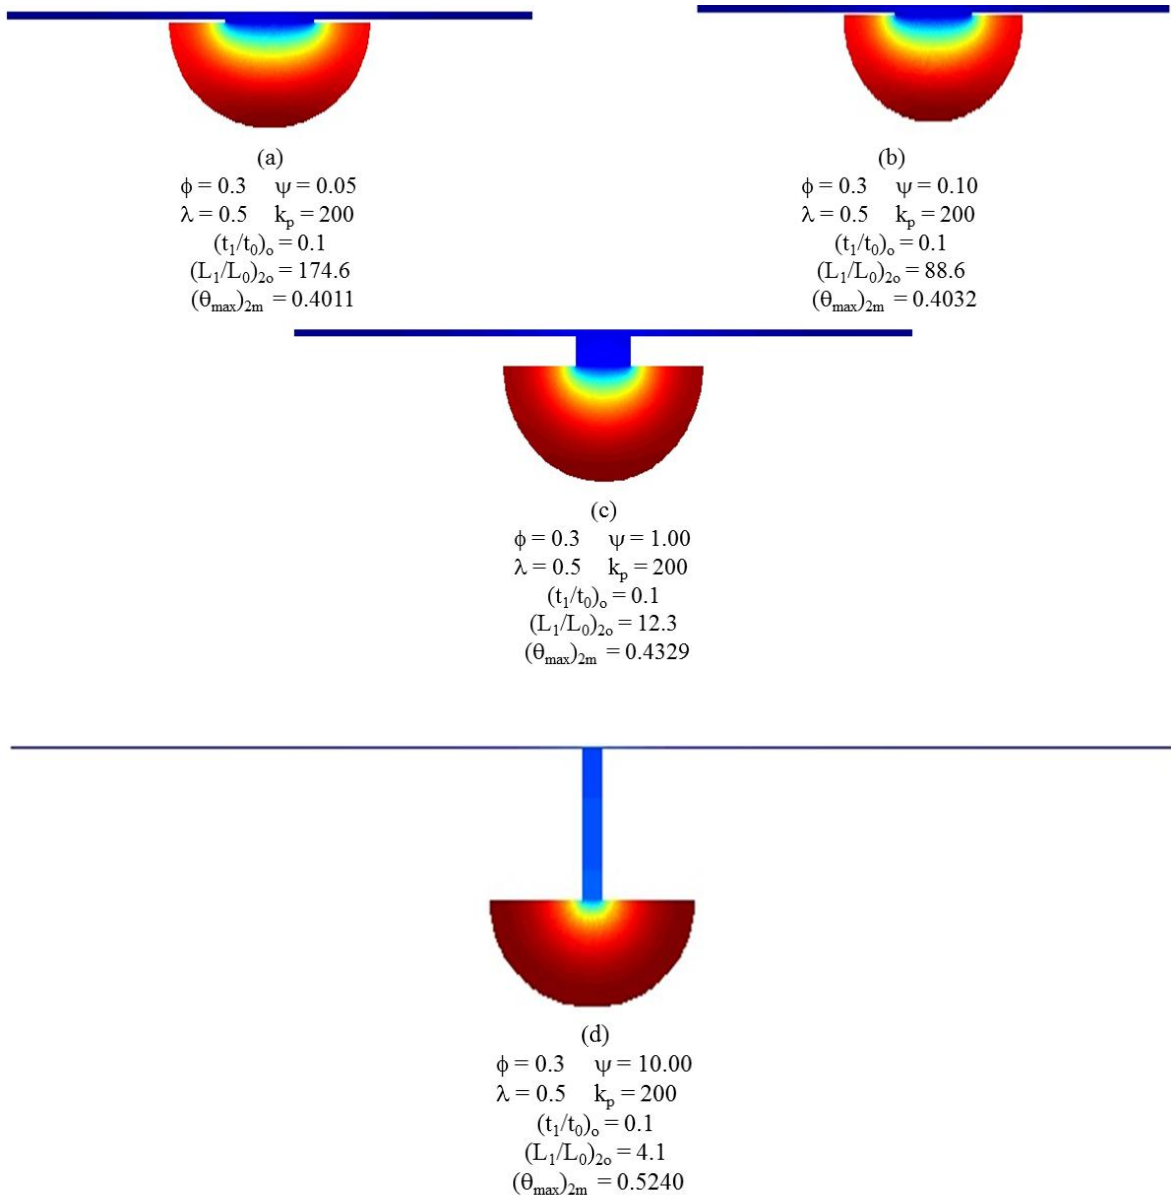 (a)
ϕ = 0.3 ψ = 0.05
λ = 0.5 kₚ = 200
(t₁/t₀)ₒ = 0.1
(L₁/L₀)₂ₒ = 174.6
(θₘₐₓ)₂ₘ = 0.4011
(b)
ϕ = 0.3 ψ = 0.10
λ = 0.5 kₚ = 200
(t₁/t₀)ₒ = 0.1
(L₁/L₀)₂ₒ = 88.6
(θₘₐₓ)₂ₘ = 0.4032
(c)
ϕ = 0.3 ψ = 1.00
λ = 0.5 kₚ = 200
(t₁/t₀)ₒ = 0.1
(L₁/L₀)₂ₒ = 12.3
(θₘₐₓ)₂ₘ = 0.4329
(d)
ϕ = 0.3 ψ = 10.00
λ = 0.5 kₚ = 200
(t₁/t₀)ₒ = 0.1
(L₁/L₀)₂ₒ = 4.1
(θₘₐₓ)₂ₘ = 0.5240